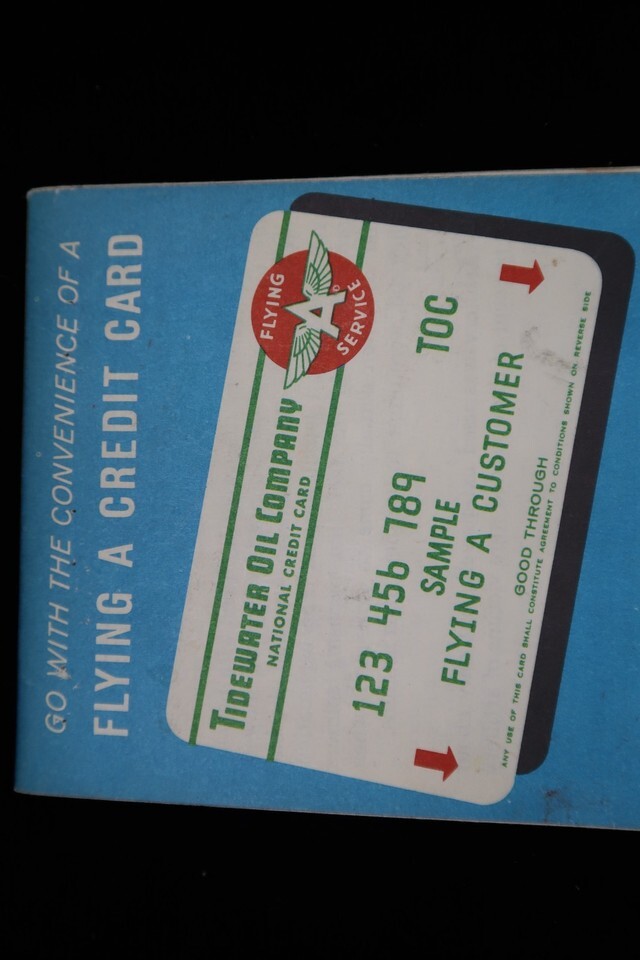 GO WITH THE CONVENIENCE OF A
FLYING A CREDIT CARD
TIDEWATER OIL COMPANY
NATIONAL CREDIT CARD
FLYING
A
SERVICE
123 456 789 TOC
SAMPLE
FLYING A CUSTOMER
GOOD THROUGH
ANY USE OF THIS CARD SHALL CONSTITUTE AGREEMENT TO CONDITIONS SHOWN ON REVERSE SIDE